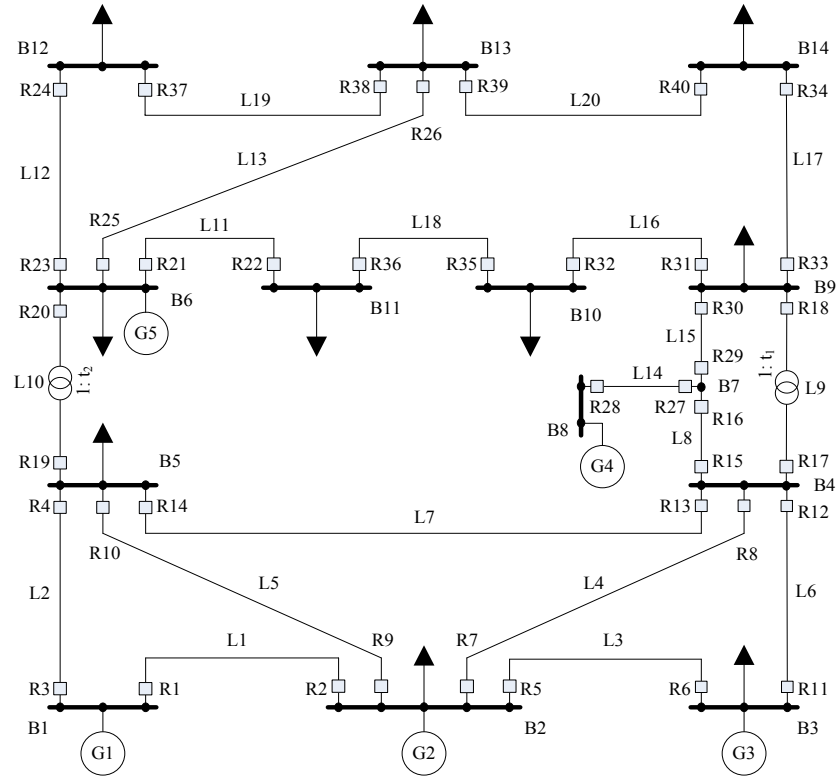 B12
B13
B14
R24
R37
R38
R39
R40
R34
L19
L20
R26
L13
L12
L17
R25
L11
L18
L16
R23
R21
R22
R36
R35
R32
R31
R33
B6
B11
B10
B9
R20
R30
R18
G5
L15
1: t₂
1: t₁
R29
L10
L14
B7
L9
R28
R27
R16
B8
L8
G4
R19
B5
R15
R17
B4
R4
R14
R13
R12
L7
R10
R8
L5
L4
L2
L6
L1
R9
R7
L3
R3
R1
R2
R5
R6
R11
B1
B2
B3
G1
G2
G3